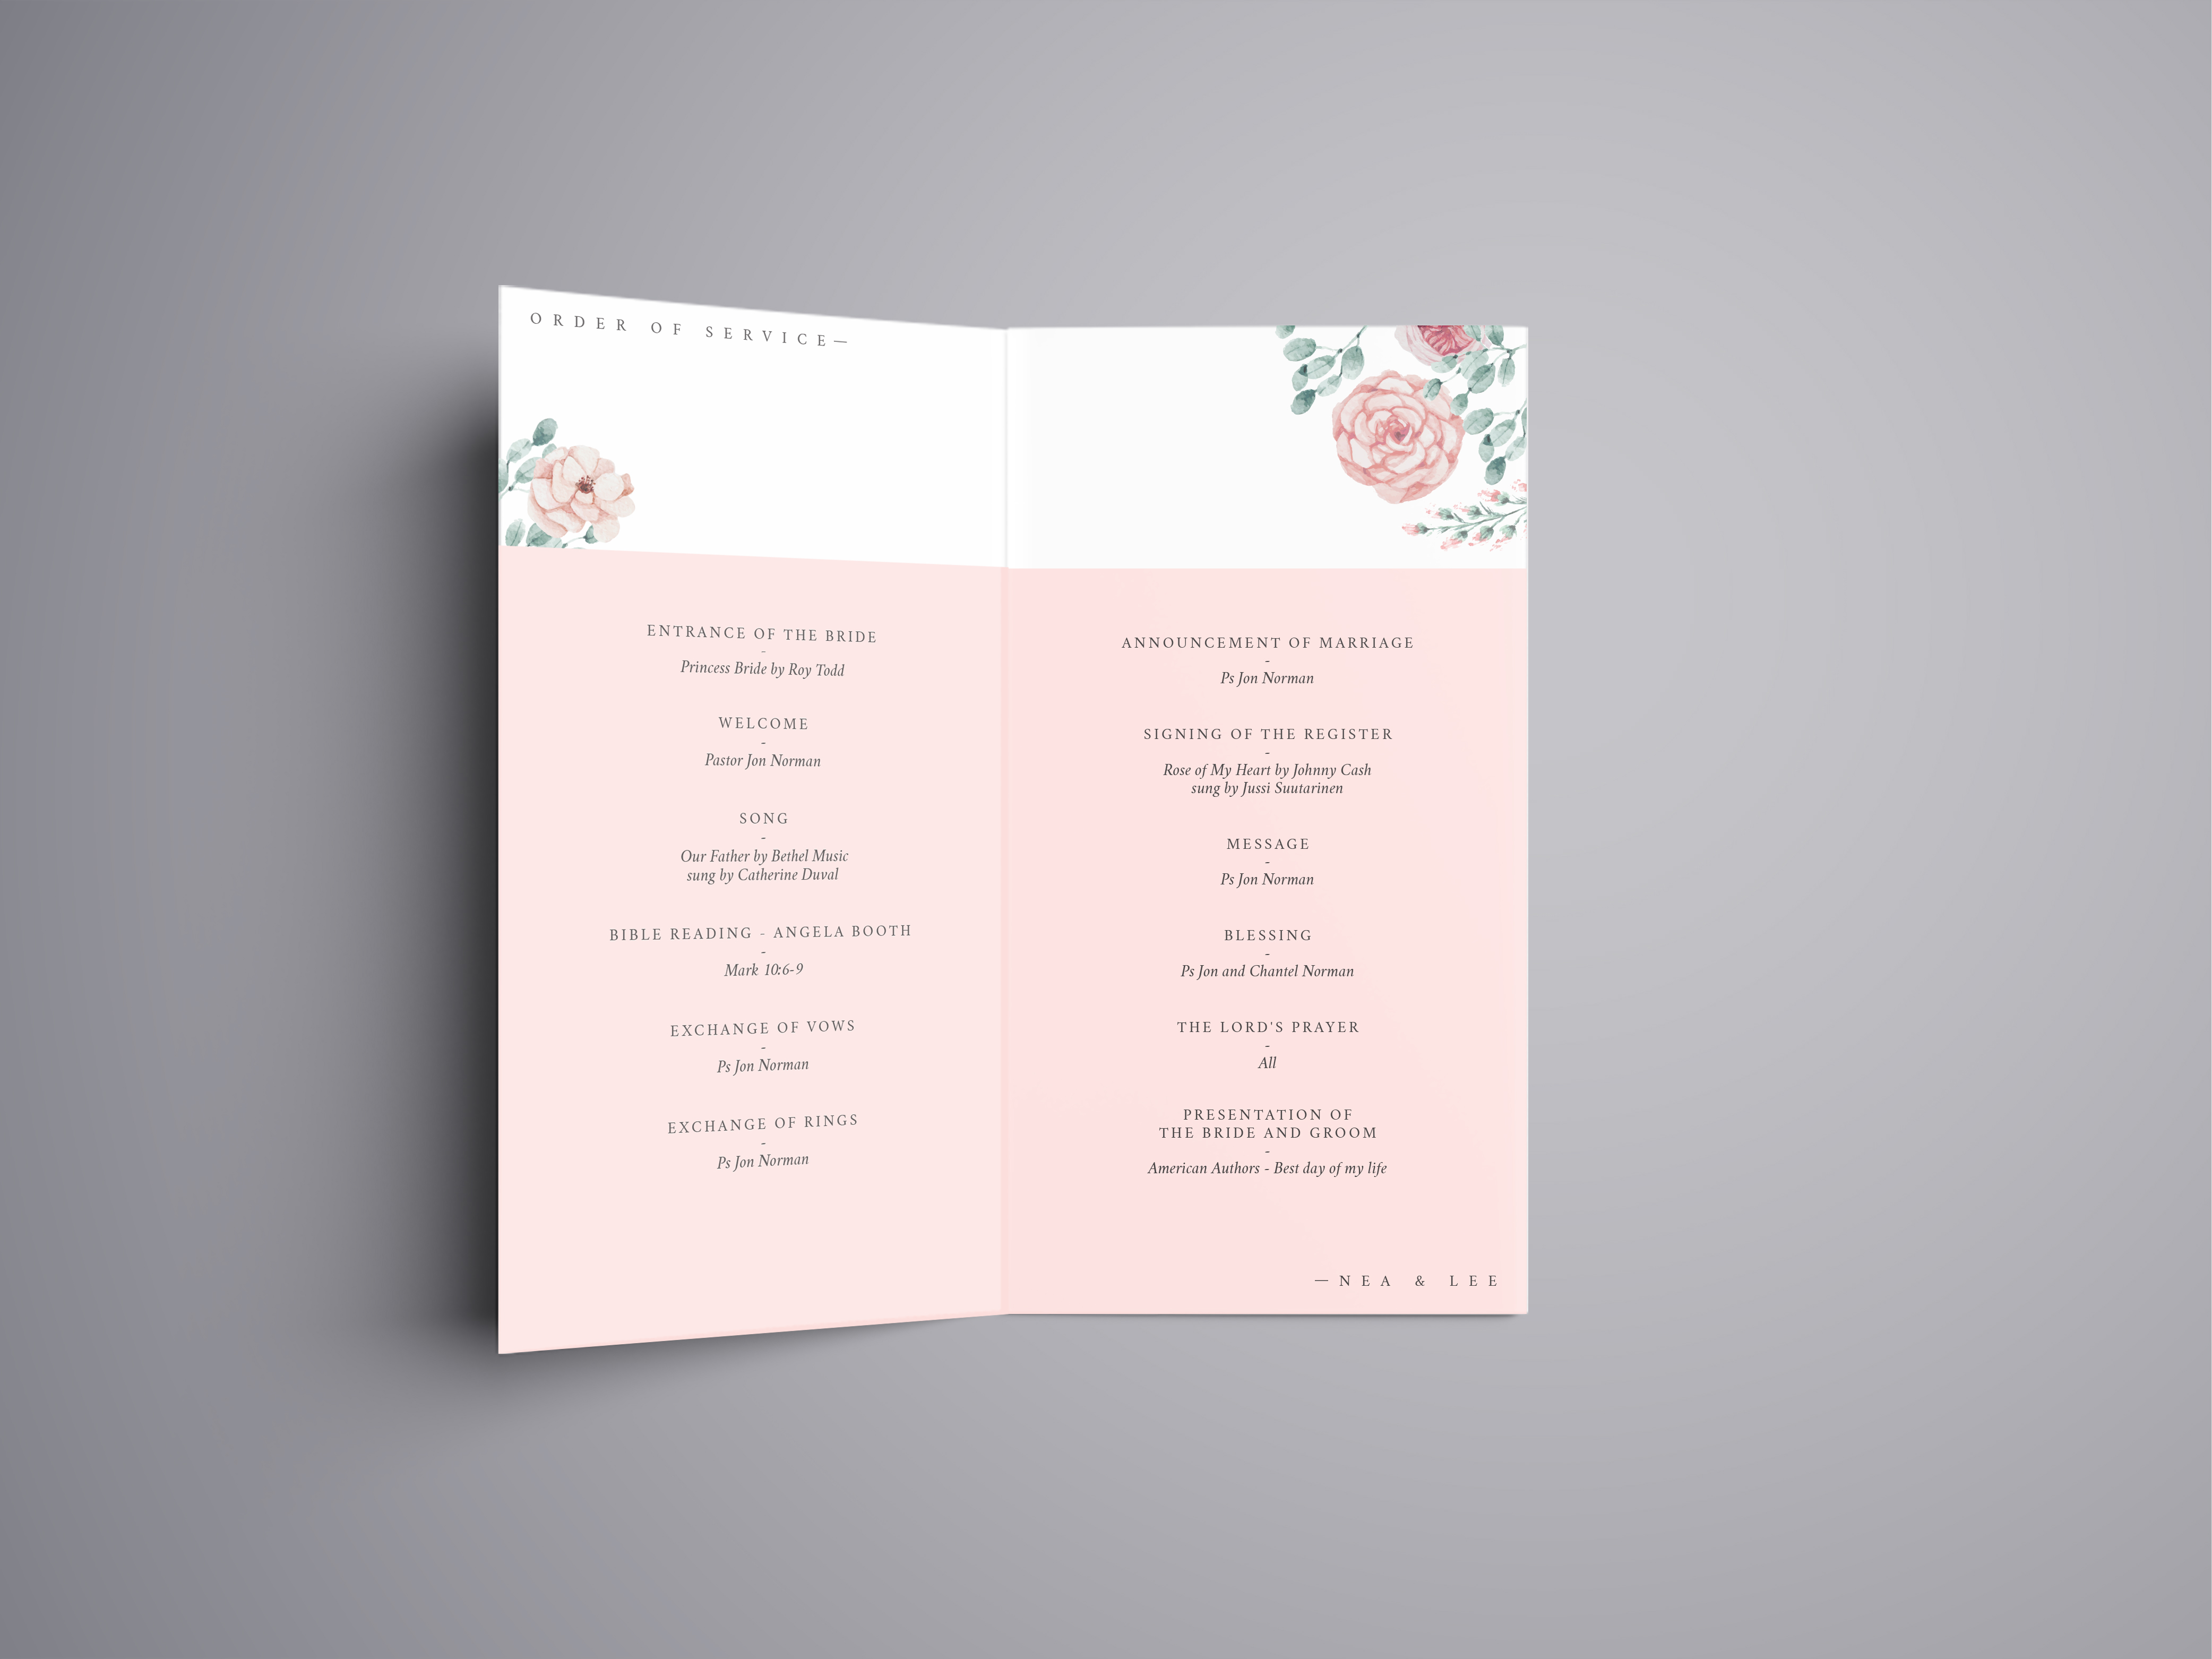 ORDER OF SERVICE—
ENTRANCE OF THE BRIDE
-
Princess Bride by Roy Todd
WELCOME
-
Pastor Jon Norman
SONG
-
Our Father by Bethel Music
sung by Catherine Duval
BIBLE READING - ANGELA BOOTH
-
Mark 10:6-9
EXCHANGE OF VOWS
-
Ps Jon Norman
EXCHANGE OF RINGS
-
Ps Jon Norman
ANNOUNCEMENT OF MARRIAGE
-
Ps Jon Norman
SIGNING OF THE REGISTER
-
Rose of My Heart by Johnny Cash
sung by Jussi Suutarinen
MESSAGE
-
Ps Jon Norman
BLESSING
-
Ps Jon and Chantel Norman
THE LORD'S PRAYER
-
All
PRESENTATION OF
THE BRIDE AND GROOM
-
American Authors - Best day of my life
—NEA & LEE